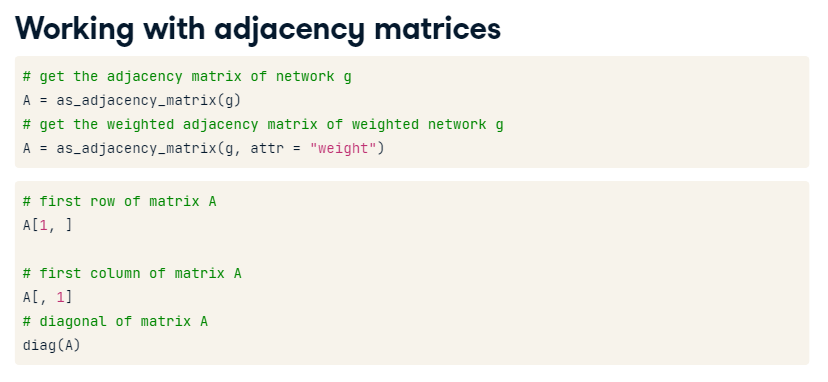 Working with adjacency matrices
# get the adjacency matrix of network g
A = as_adjacency_matrix(g)
# get the weighted adjacency matrix of weighted network g
A = as_adjacency_matrix(g, attr = "weight")
# first row of matrix A
A[1, ]
# first column of matrix A
A[, 1]
# diagonal of matrix A
diag(A)